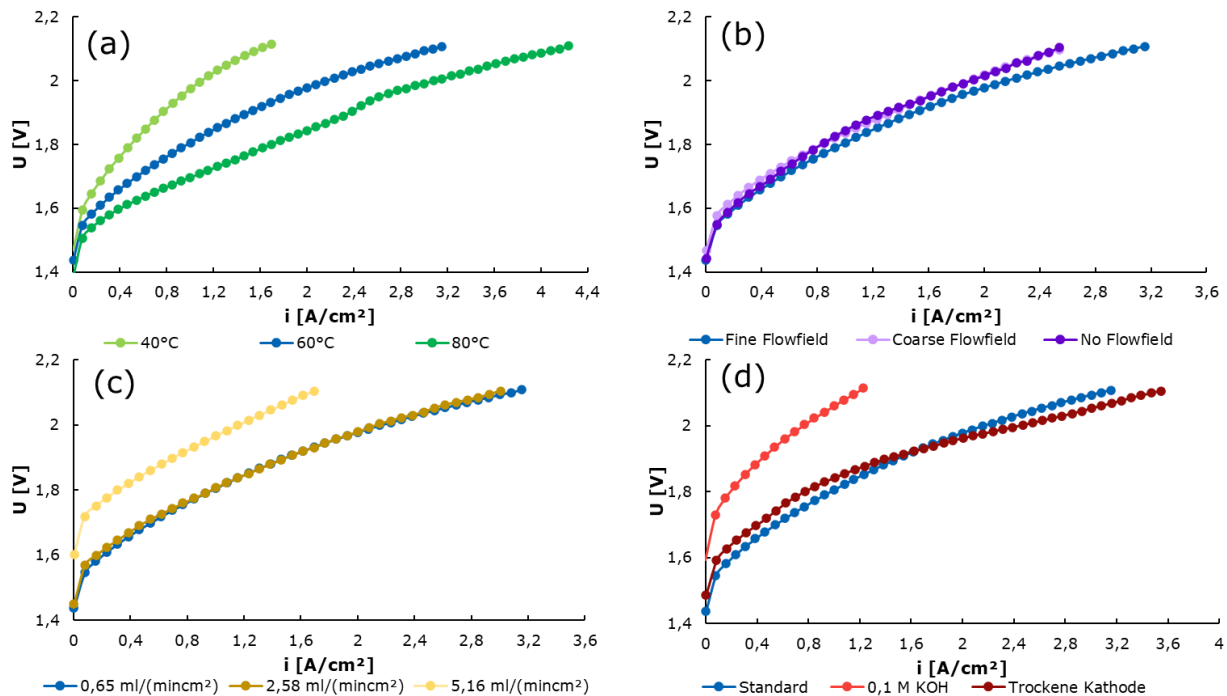 (a)
2,2
2
1,8
1,6
1,4
U [V]
0 0,4 0,8 1,2 1,6 2 2,4 2,8 3,2 3,6 4 4,4
i [A/cm²]
40°C 60°C 80°C
(b)
2,2
2
1,8
1,6
1,4
U [V]
0 0,4 0,8 1,2 1,6 2 2,4 2,8 3,2 3,6
i [A/cm²]
Fine Flowfield Coarse Flowfield No Flowfield
(c)
2,2
2
1,8
1,6
1,4
U [V]
0 0,4 0,8 1,2 1,6 2 2,4 2,8 3,2 3,6
i [A/cm²]
0,65 ml/(mincm²) 2,58 ml/(mincm²) 5,16 ml/(mincm²)
(d)
2,2
2
1,8
1,6
1,4
U [V]
0 0,4 0,8 1,2 1,6 2 2,4 2,8 3,2 3,6 4
i [A/cm²]
Standard 0,1 M KOH Trockene Kathode